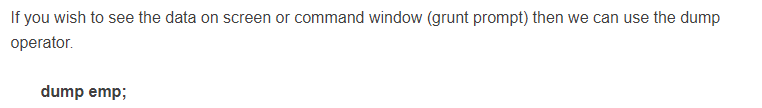 If you wish to see the data on screen or command window (grunt prompt) then we can use the dump
operator.
dump emp;